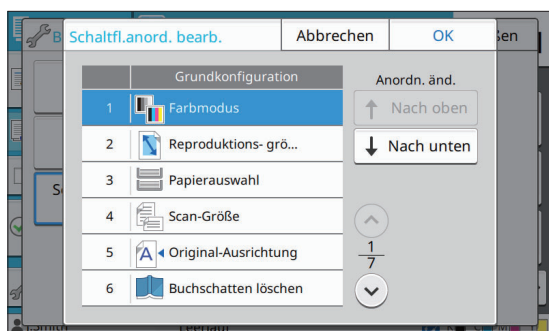 Schaltfl.anord. bearb.
Abbrechen
OK
Grundkonfiguration
Anordn. änd.
1 Farbmodus
Nach oben
2 Reproduktions- grö...
Nach unten
3 Papierauswahl
4 Scan-Größe
5 Original-Ausrichtung
1
7
6 Buchschatten löschen